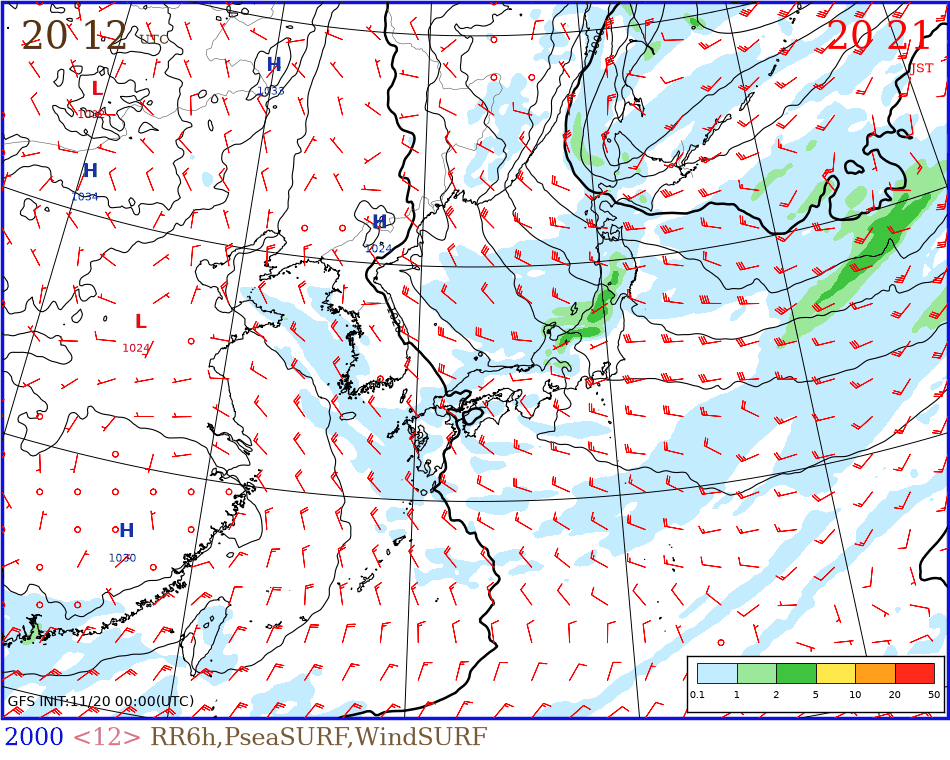 20 12 UTC
20 21 JST
H
1033
L
H
1034
H
1024
L
1024
H
1030
0.1 1 2 5 10 20 50
GFS INIT:11/20 00:00(UTC)
2000 <12> RR6h,PseaSURF,WindSURF